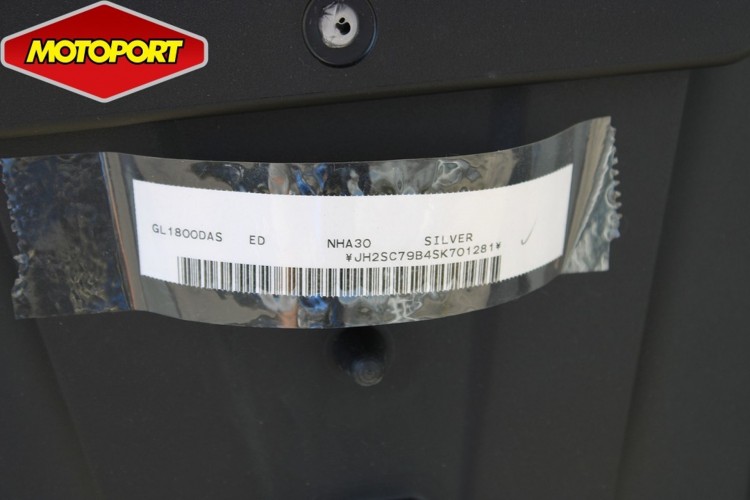 MOTOPORT
GL1800DAS ED NHA30 SILVER
¥JH2SC79B4SK701281¥